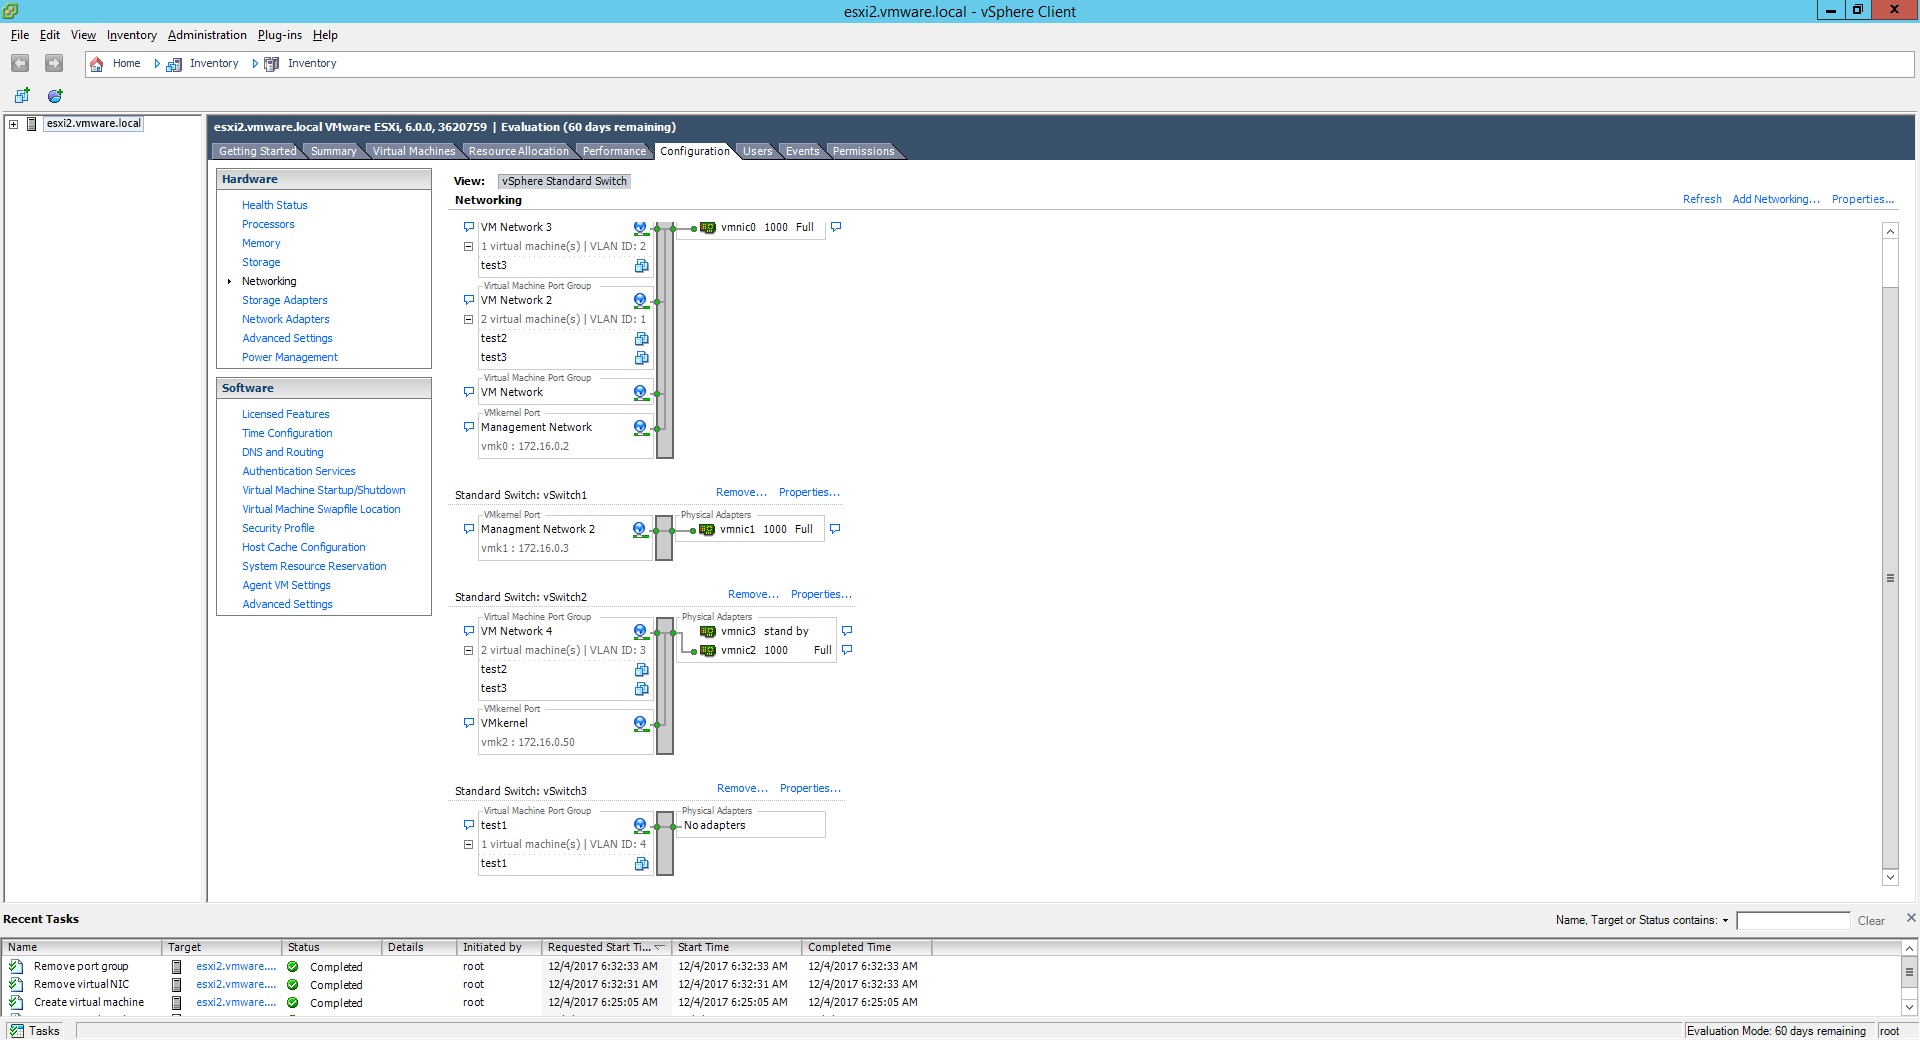 esxi2.vmware.local - vSphere Client
File Edit View Inventory Administration Plug-ins Help
Home Inventory Inventory
esxi2.vmware.local
esxi2.vmware.local VMware ESXi, 6.0.0, 3620759 | Evaluation (60 days remaining)
Getting Started Summary Virtual Machines Resource Allocation Performance Configuration Users Events Permissions
Hardware
Health Status
Processors
Memory
Storage
Networking
Storage Adapters
Network Adapters
Advanced Settings
Power Management
Software
Licensed Features
Time Configuration
DNS and Routing
Authentication Services
Virtual Machine Startup/Shutdown
Virtual Machine Swapfile Location
Security Profile
Host Cache Configuration
System Resource Reservation
Agent VM Settings
Advanced Settings
View: vSphere Standard Switch
Networking
Refresh Add Networking... Properties...
VM Network 3 vmnic0 1000 Full
1 virtual machine(s) | VLAN ID: 2
test3
Virtual Machine Port Group
VM Network 2
2 virtual machine(s) | VLAN ID: 1
test2
test3
Virtual Machine Port Group
VM Network
VMkernel Port
Management Network
vmk0 : 172.16.0.2
Standard Switch: vSwitch1 Remove... Properties...
VMkernel Port Physical Adapters
Managment Network 2 vmnic1 1000 Full
vmk1 : 172.16.0.3
Standard Switch: vSwitch2 Remove... Properties...
Virtual Machine Port Group Physical Adapters
VM Network 4 vmnic3 stand by
2 virtual machine(s) | VLAN ID: 3 vmnic2 1000 Full
test2
test3
VMkernel Port
VMkernel
vmk2 : 172.16.0.50
Standard Switch: vSwitch3 Remove... Properties...
Virtual Machine Port Group Physical Adapters
test1 No adapters
1 virtual machine(s) | VLAN ID: 4
test1
Recent Tasks Name, Target or Status contains: Clear
Name Target Status Details Initiated by Requested Start Ti... Start Time Completed Time
Remove port group esxi2.vmware.... Completed root 12/4/2017 6:32:33 AM 12/4/2017 6:32:33 AM 12/4/2017 6:32:33 AM
Remove virtual NIC esxi2.vmware.... Completed root 12/4/2017 6:32:31 AM 12/4/2017 6:32:31 AM 12/4/2017 6:32:33 AM
Create virtual machine esxi2.vmware.... Completed root 12/4/2017 6:25:05 AM 12/4/2017 6:25:05 AM 12/4/2017 6:25:05 AM
Tasks Evaluation Mode: 60 days remaining root